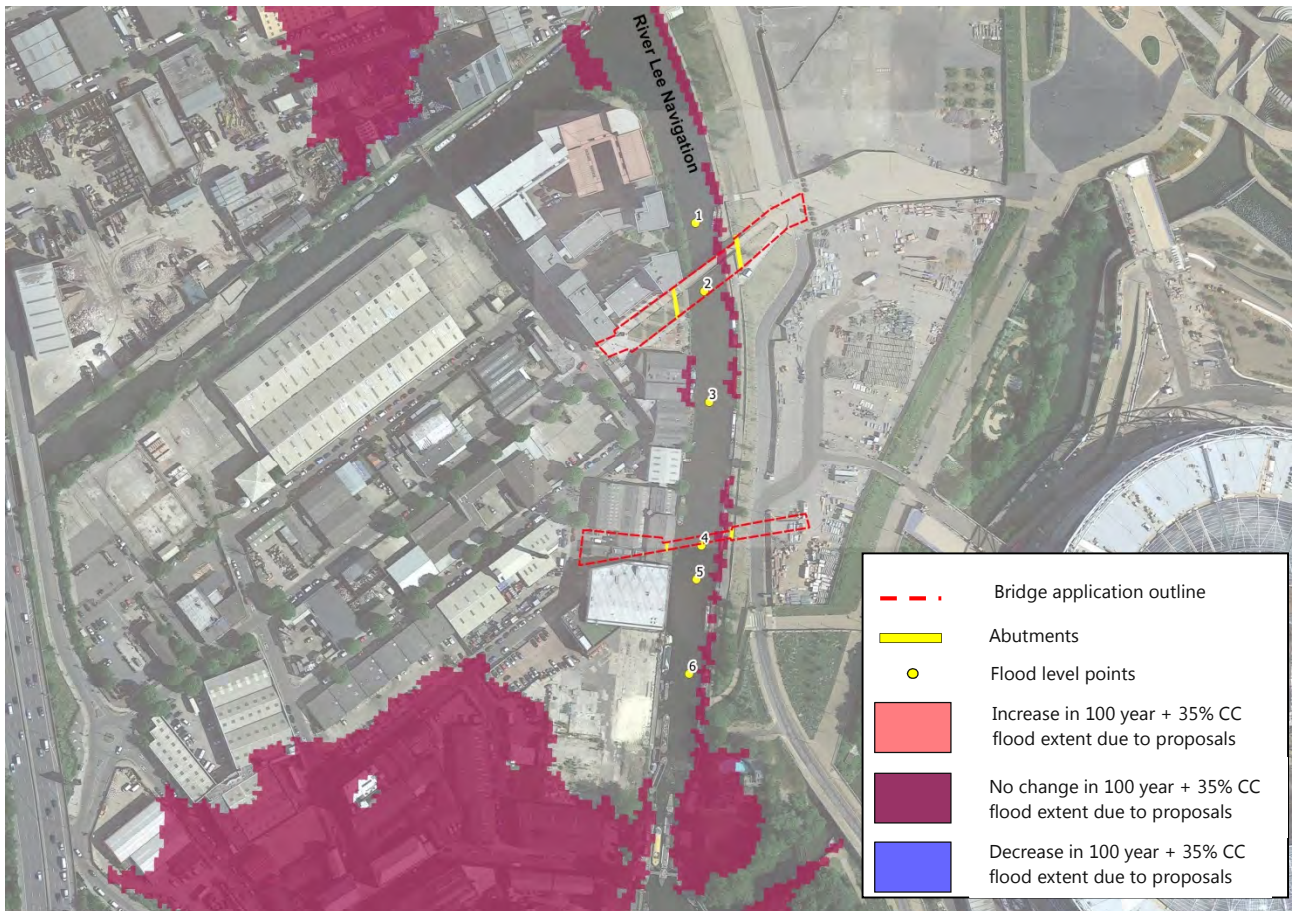 River Lee Navigation
1
2
3
4
5
6
Bridge application outline
Abutments
Flood level points
Increase in 100 year + 35% CC
flood extent due to proposals
No change in 100 year + 35% CC
flood extent due to proposals
Decrease in 100 year + 35% CC
flood extent due to proposals